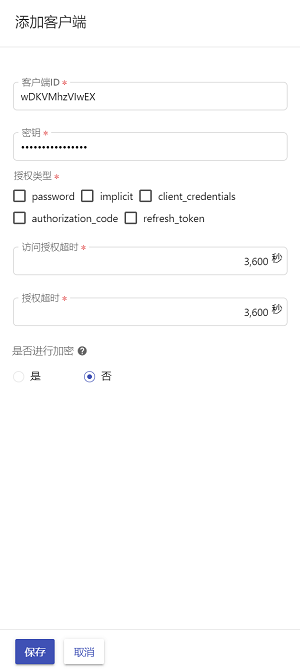 添加客户端
客户端ID *
wDKVMhzVIwEX
密钥 *
•••••••••••••••
授权类型 *
password implicit client_credentials
authorization_code refresh_token
访问授权超时 *
3,600 秒
授权超时 *
3,600 秒
是否进行加密 ?
是 否
保存 取消